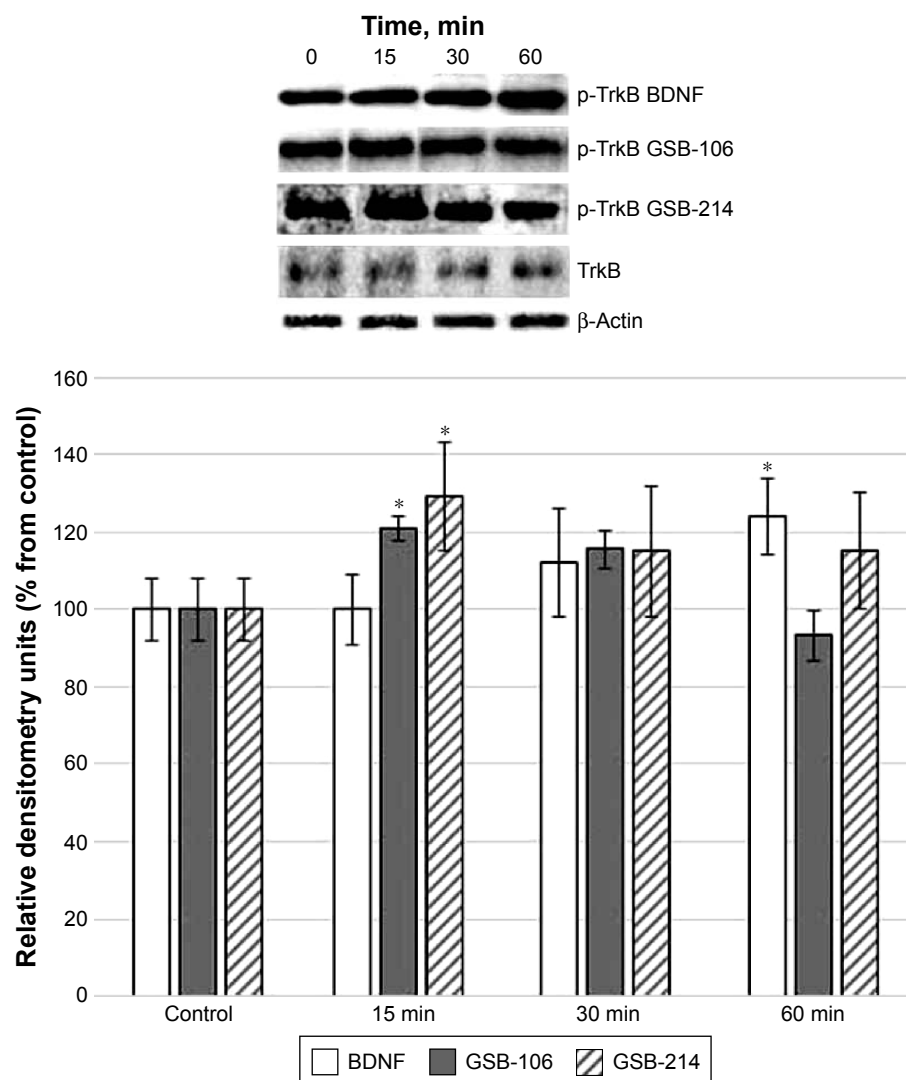 Time, min
0 15 30 60
p-TrkB BDNF
p-TrkB GSB-106
p-TrkB GSB-214
TrkB
β-Actin
Relative densitometry units (% from control)
160
140
120
100
80
60
40
20
0
* * *
*
Control 15 min 30 min 60 min
BDNF GSB-106 GSB-214